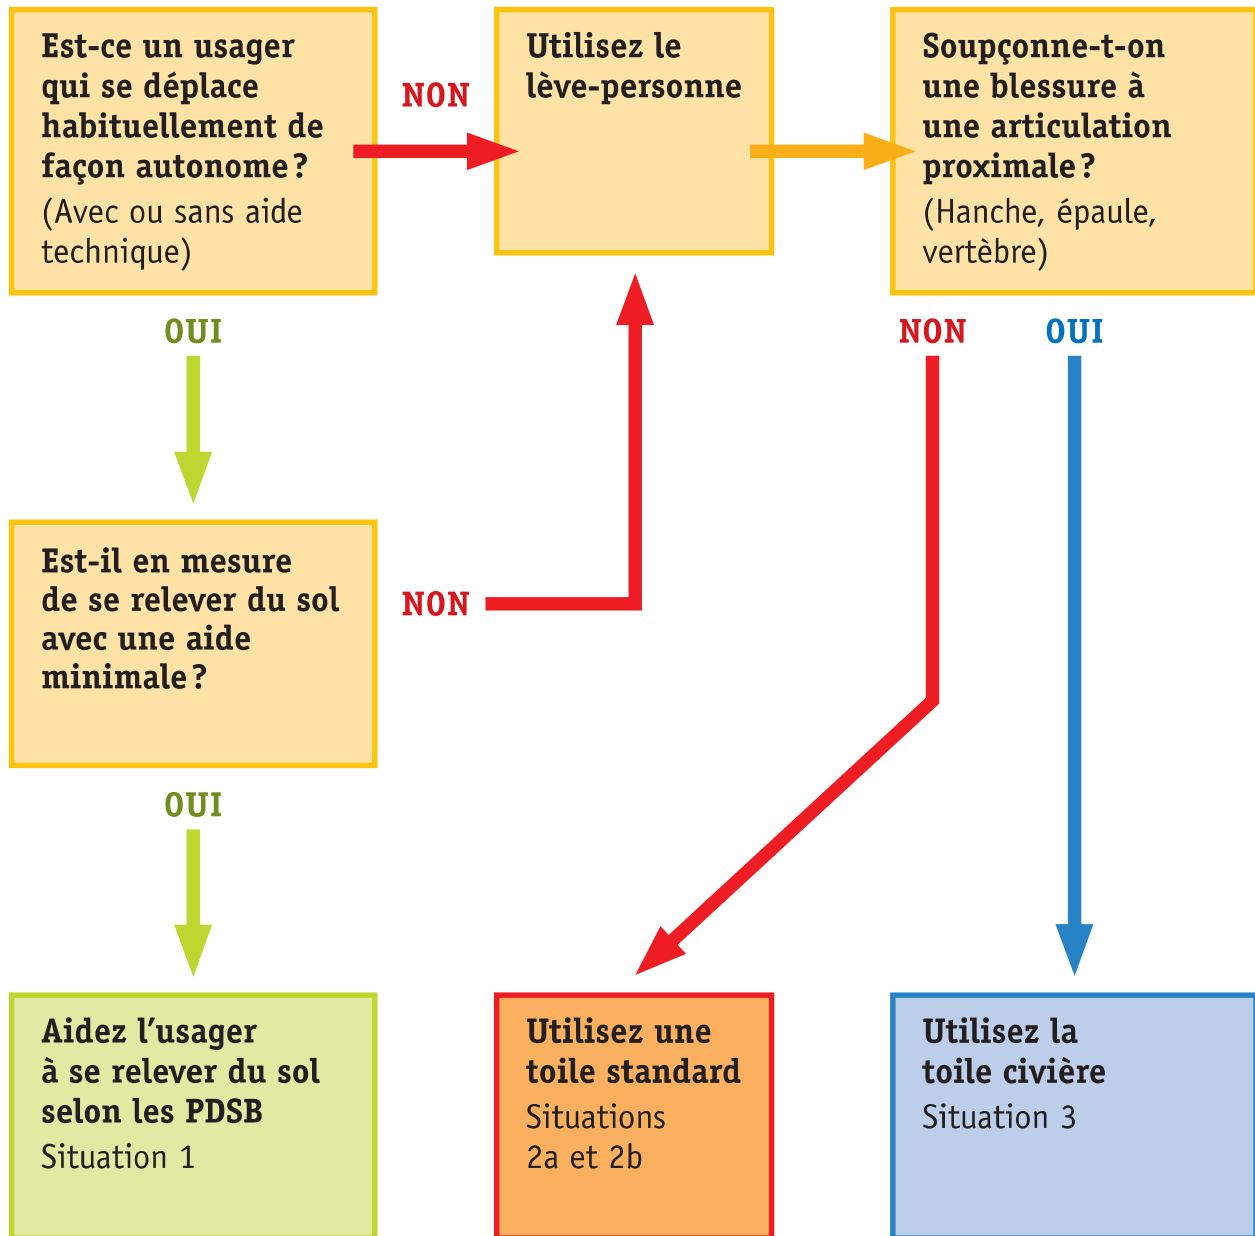 Est-ce un usager
qui se déplace
habituellement de
façon autonome ?
(Avec ou sans aide
technique)
NON
Utilisez le
lève-personne
Soupçonne-t-on
une blessure à
une articulation
proximale ?
(Hanche, épaule,
vertèbre)
OUI
NON
OUI
Est-il en mesure
de se relever du sol
avec une aide
minimale ?
NON
OUI
Aidez l’usager
à se relever du sol
selon les PDSB
Situation 1
Utilisez une
toile standard
Situations
2a et 2b
Utilisez la
toile civière
Situation 3